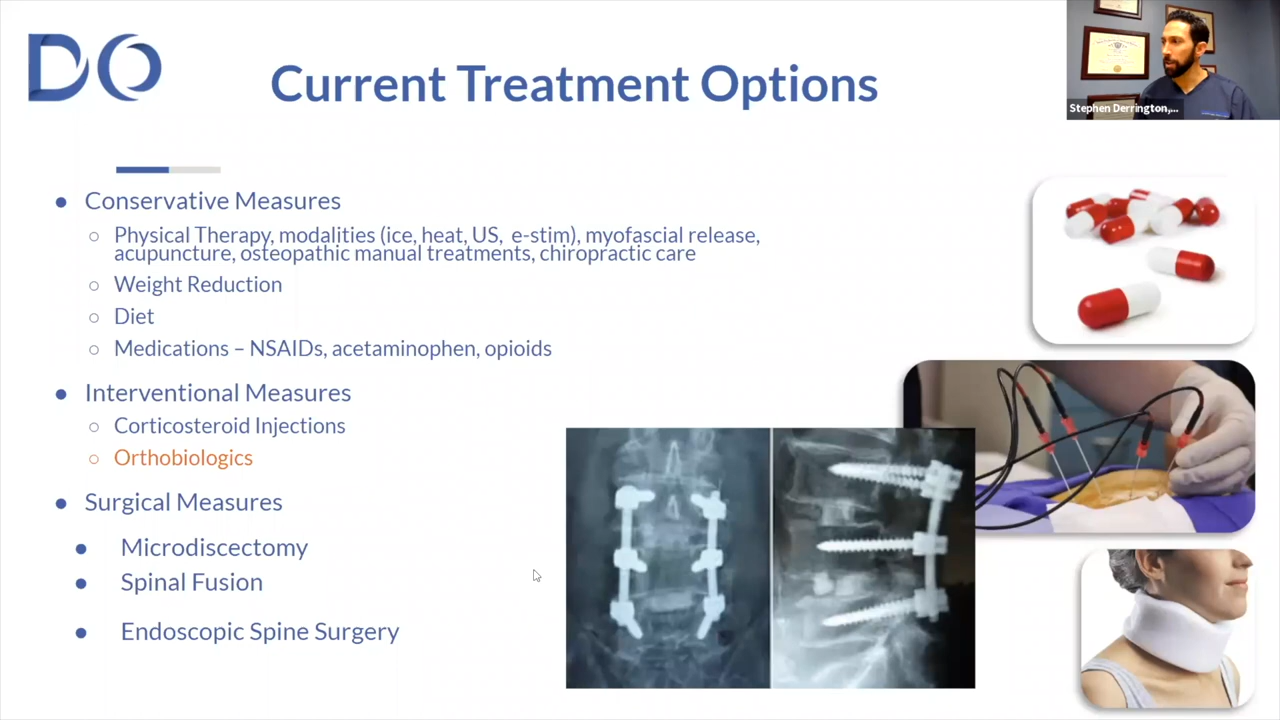 DO
Current Treatment Options
Stephen Derrington,...
● Conservative Measures
○ Physical Therapy, modalities (ice, heat, US, e-stim), myofascial release,
acupuncture, osteopathic manual treatments, chiropractic care
○ Weight Reduction
○ Diet
○ Medications – NSAIDs, acetaminophen, opioids
● Interventional Measures
○ Corticosteroid Injections
○ Orthobiologics
● Surgical Measures
● Microdiscectomy
● Spinal Fusion
● Endoscopic Spine Surgery